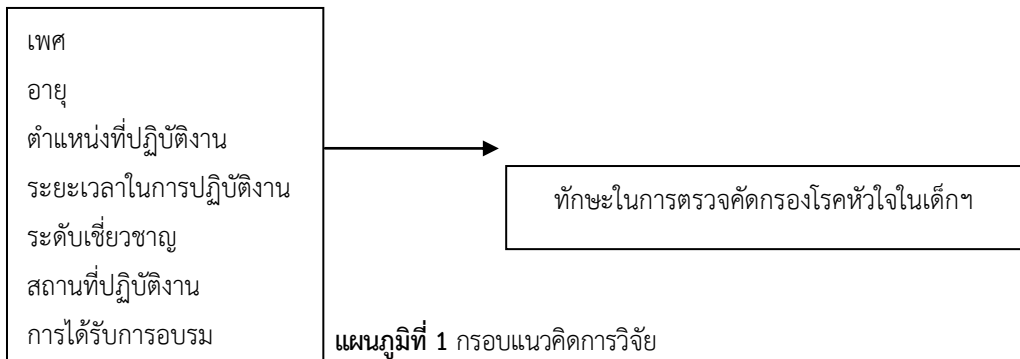 เพศ
อายุ
ตำแหน่งที่ปฏิบัติงาน
ระยะเวลาในการปฏิบัติงาน
ระดับเชี่ยวชาญ
สถานที่ปฏิบัติงาน
การได้รับการอบรม
ทักษะในการตรวจคัดกรองโรคหัวใจในเด็กฯ
แผนภูมิที่ 1 กรอบแนวคิดการวิจัย